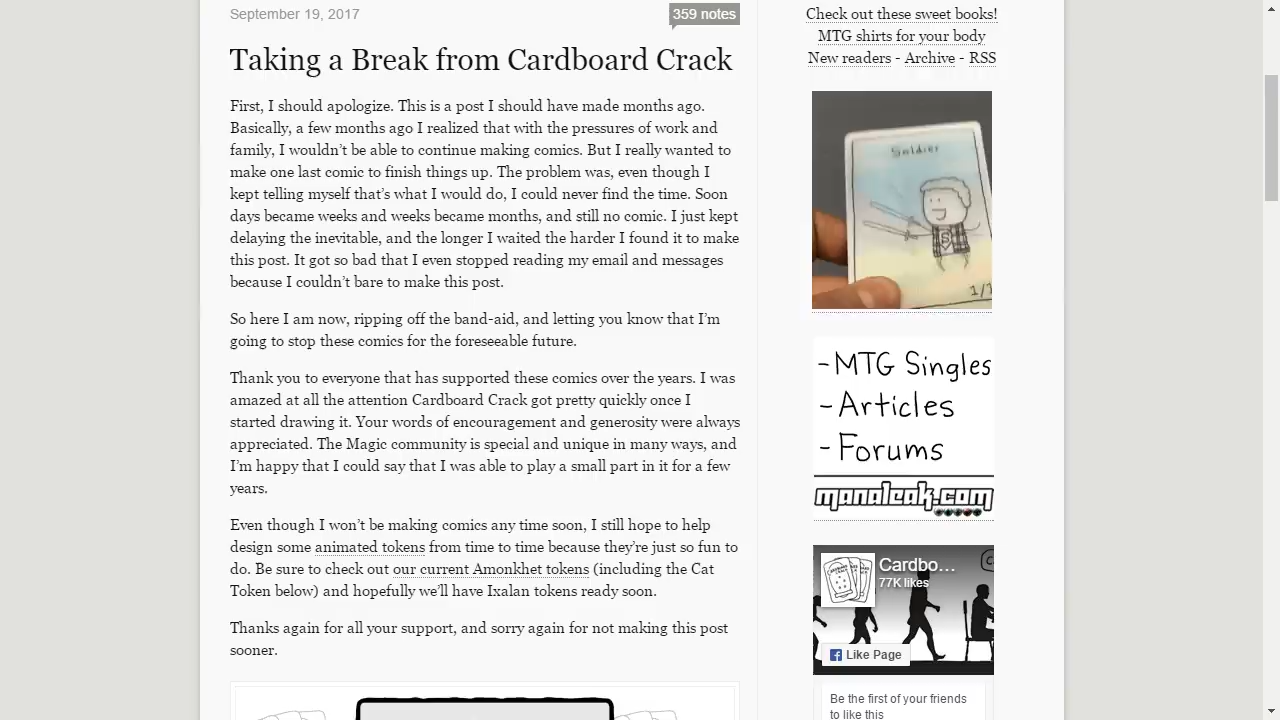 September 19, 2017
359 notes
Taking a Break from Cardboard Crack
First, I should apologize. This is a post I should have made months ago.
Basically, a few months ago I realized that with the pressures of work and
family, I wouldn’t be able to continue making comics. But I really wanted to
make one last comic to finish things up. The problem was, even though I
kept telling myself that’s what I would do, I could never find the time. Soon
days became weeks and weeks became months, and still no comic. I just kept
delaying the inevitable, and the longer I waited the harder I found it to make
this post. It got so bad that I even stopped reading my email and messages
because I couldn’t bare to make this post.
So here I am now, ripping off the band-aid, and letting you know that I’m
going to stop these comics for the foreseeable future.
Thank you to everyone that has supported these comics over the years. I was
amazed at all the attention Cardboard Crack got pretty quickly once I
started drawing it. Your words of encouragement and generosity were always
appreciated. The Magic community is special and unique in many ways, and
I’m happy that I could say that I was able to play a small part in it for a few
years.
Even though I won’t be making comics any time soon, I still hope to help
design some animated tokens from time to time because they’re just so fun to
do. Be sure to check out our current Amonkhet tokens (including the Cat
Token below) and hopefully we’ll have Ixalan tokens ready soon.
Thanks again for all your support, and sorry again for not making this post
sooner.
Check out these sweet books!
MTG shirts for your body
New readers - Archive - RSS
Soldier
S
1/1
-MTG Singles
-Articles
-Forums
manaleak.com
Cardbo...
77K likes
Like Page
Be the first of your friends
to like this